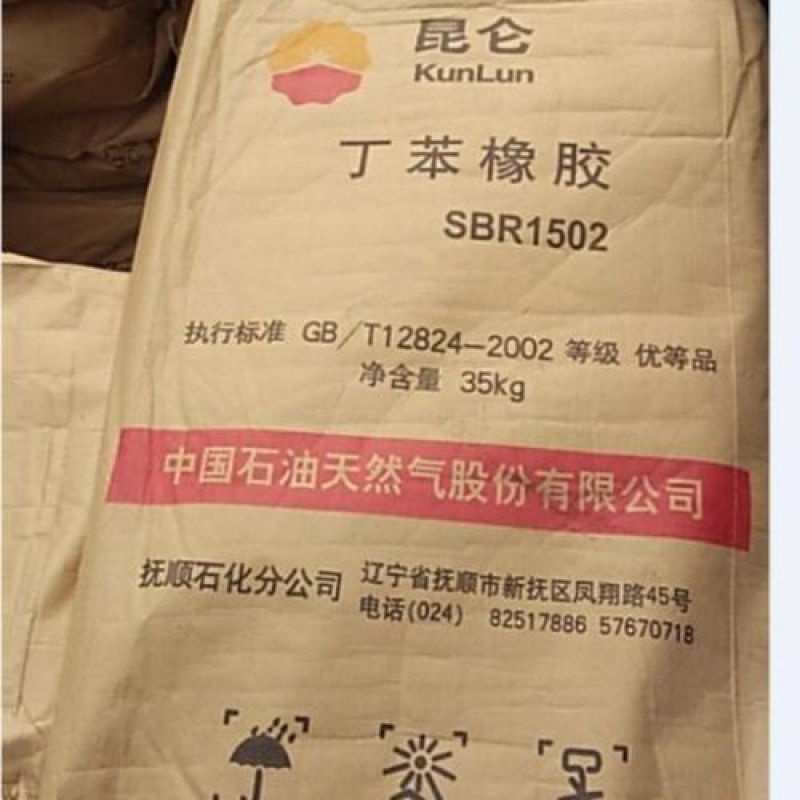 昆仑
KunLun
丁苯橡胶
SBR1502
执行标准 GB/T12824-2002 等级 优等品
净含量 35kg
中国石油天然气股份有限公司
抚顺石化分公司 辽宁省抚顺市新抚区凤翔路45号
电话(024) 82517886 57670718